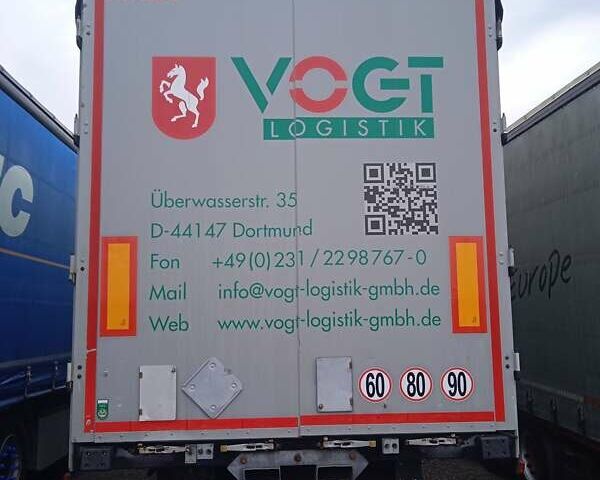 VOGT
LOGISTIK
Überwasserstr. 35
D-44147 Dortmund
Fon +49(0)231/2298767-0
Mail info@vogt-logistik-gmbh.de
Web www.vogt-logistik-gmbh.de
60 80 90
C
Europe